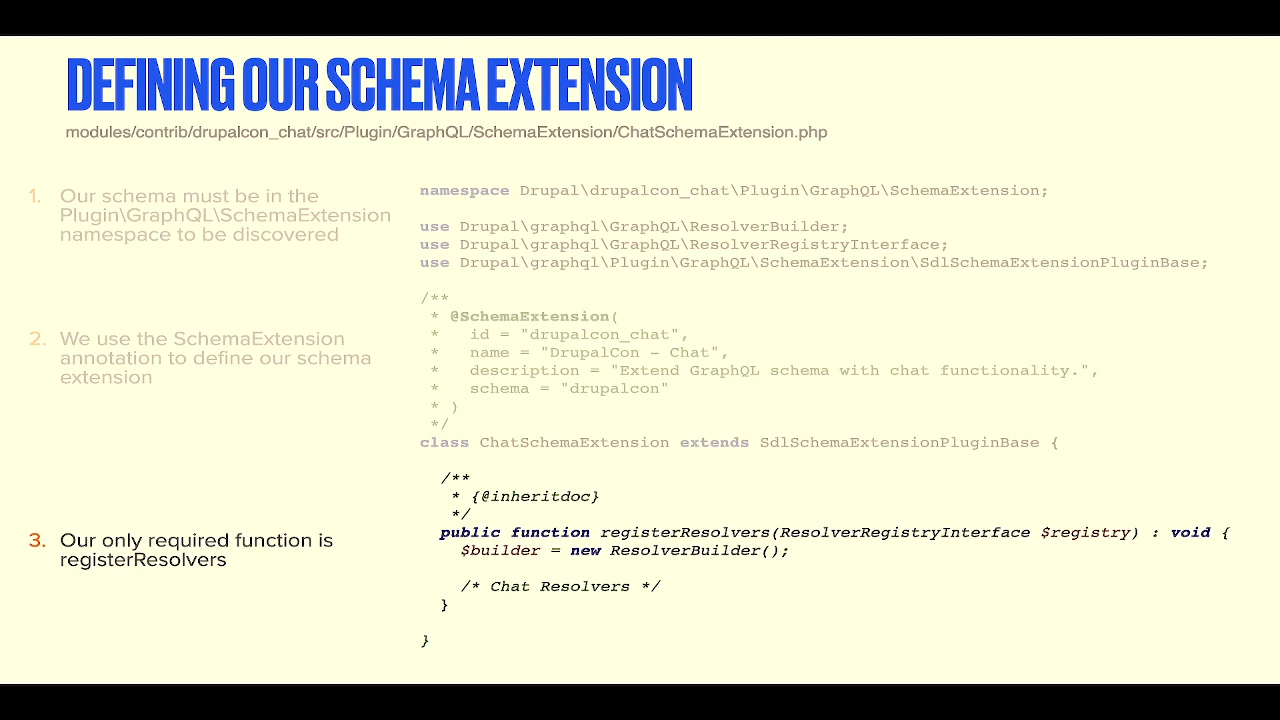 DEFINING OUR SCHEMA EXTENSION
modules/contrib/drupalcon_chat/src/Plugin/GraphQL/SchemaExtension/ChatSchemaExtension.php
1. Our schema must be in the
Plugin\GraphQL\SchemaExtension
namespace to be discovered
2. We use the SchemaExtension
annotation to define our schema
extension
3. Our only required function is
registerResolvers
namespace Drupal\drupalcon_chat\Plugin\GraphQL\SchemaExtension;
use Drupal\graphql\GraphQL\ResolverBuilder;
use Drupal\graphql\GraphQL\ResolverRegistryInterface;
use Drupal\graphql\Plugin\GraphQL\SchemaExtension\SdlSchemaExtensionPluginBase;
/**
 * @SchemaExtension(
 *   id = "drupalcon_chat",
 *   name = "DrupalCon – Chat",
 *   description = "Extend GraphQL schema with chat functionality.",
 *   schema = "drupalcon"
 * )
 */
class ChatSchemaExtension extends SdlSchemaExtensionPluginBase {
  /**
   * {@inheritdoc}
   */
  public function registerResolvers(ResolverRegistryInterface $registry) : void {
    $builder = new ResolverBuilder();
    /* Chat Resolvers */
  }
}